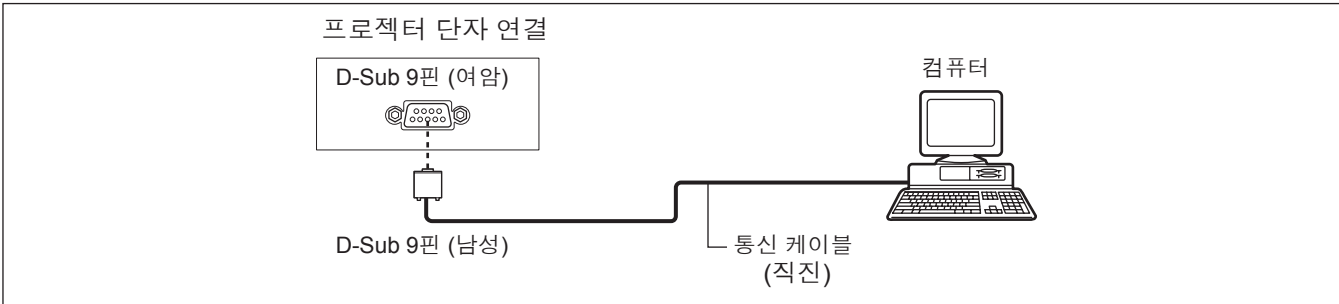 프로젝터 단자 연결
D-Sub 9핀 (여암)
컴퓨터
D-Sub 9핀 (남성)
통신 케이블
(직진)